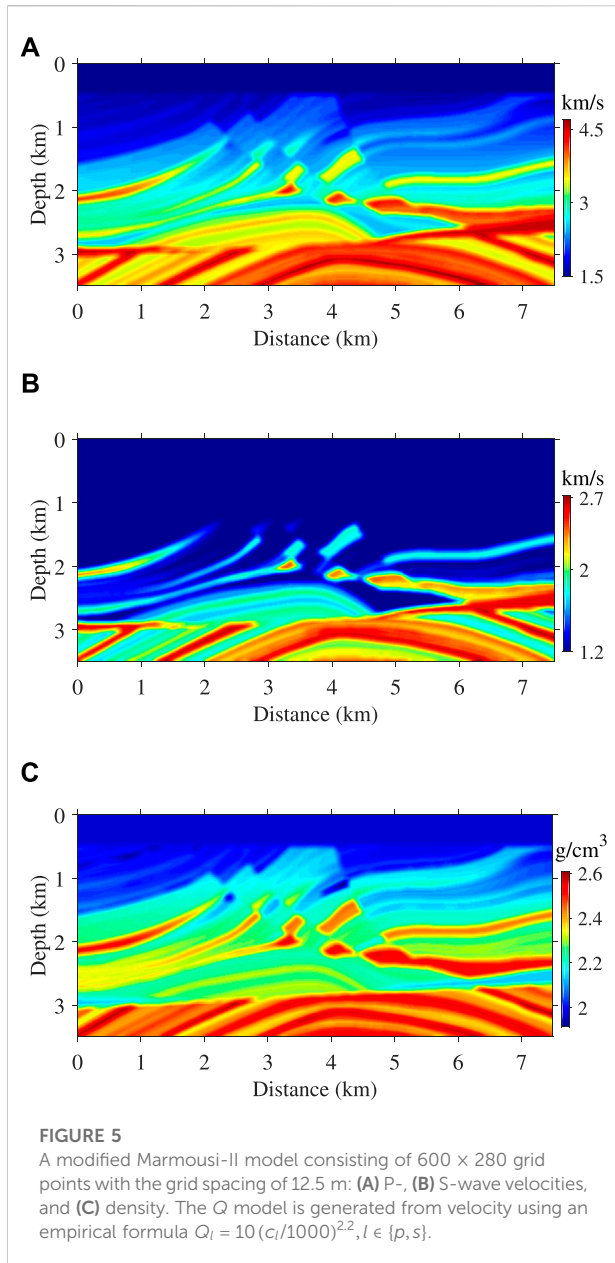 A
km/s
0
1
2
3
Depth (km)
4.5
3
1.5
0 1 2 3 4 5 6 7
Distance (km)
B
km/s
0
1
2
3
Depth (km)
2.7
2
1.2
0 1 2 3 4 5 6 7
Distance (km)
C
g/cm³
0
1
2
3
Depth (km)
2.6
2.2
2
0 1 2 3 4 5 6 7
Distance (km)
FIGURE 5
A modified Marmousi-II model consisting of 600 × 280 grid
points with the grid spacing of 12.5 m: (A) P-, (B) S-wave velocities,
and (C) density. The Q model is generated from velocity using an
empirical formula Qₗ = 10 (cₗ/1000)²·², l ∈ {p, s}.